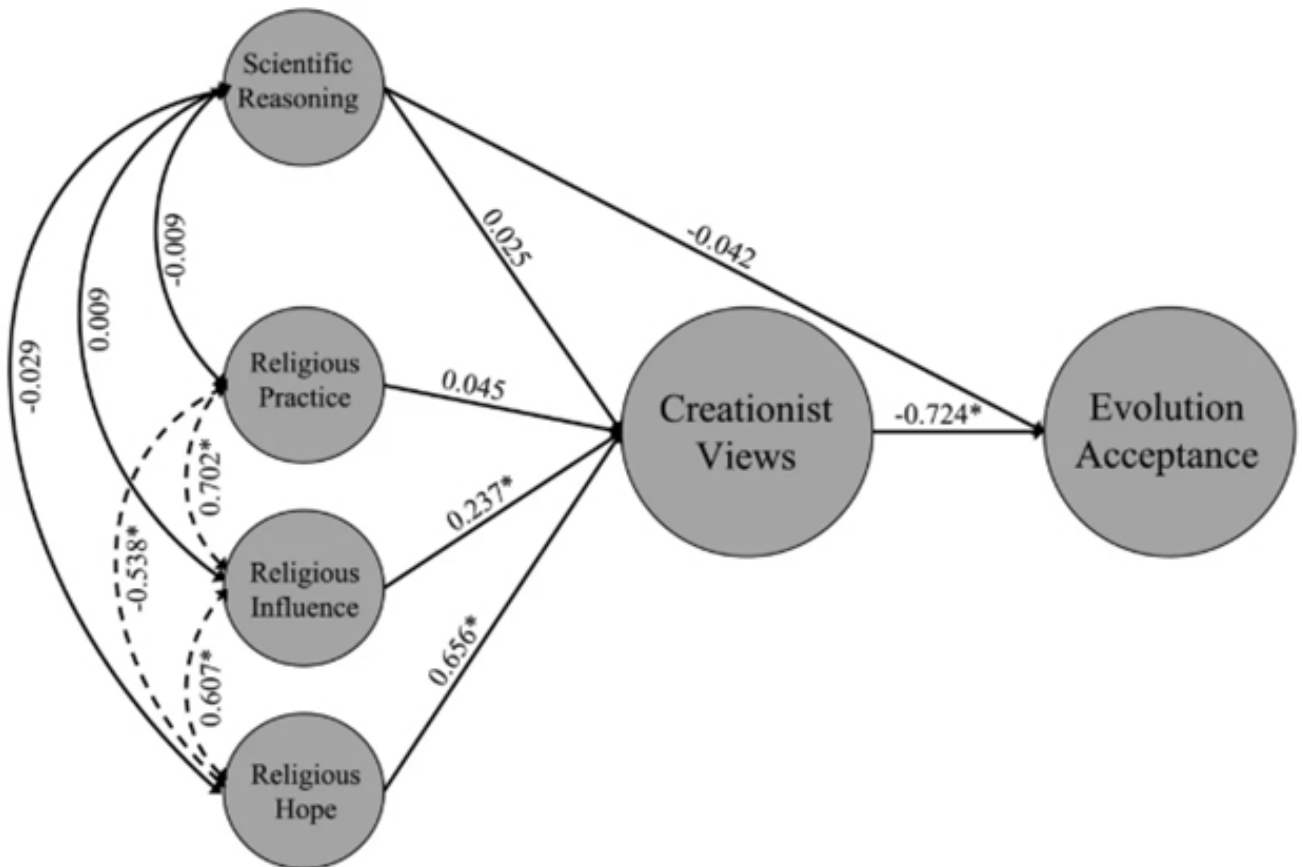 Scientific
Reasoning
-0.009
0.009
-0.029
0.025
-0.042
Religious
Practice
0.045
0.702*
-0.538*
Religious
Influence
0.237*
0.607*
Religious
Hope
0.656*
Creationist
Views
-0.724*
Evolution
Acceptance